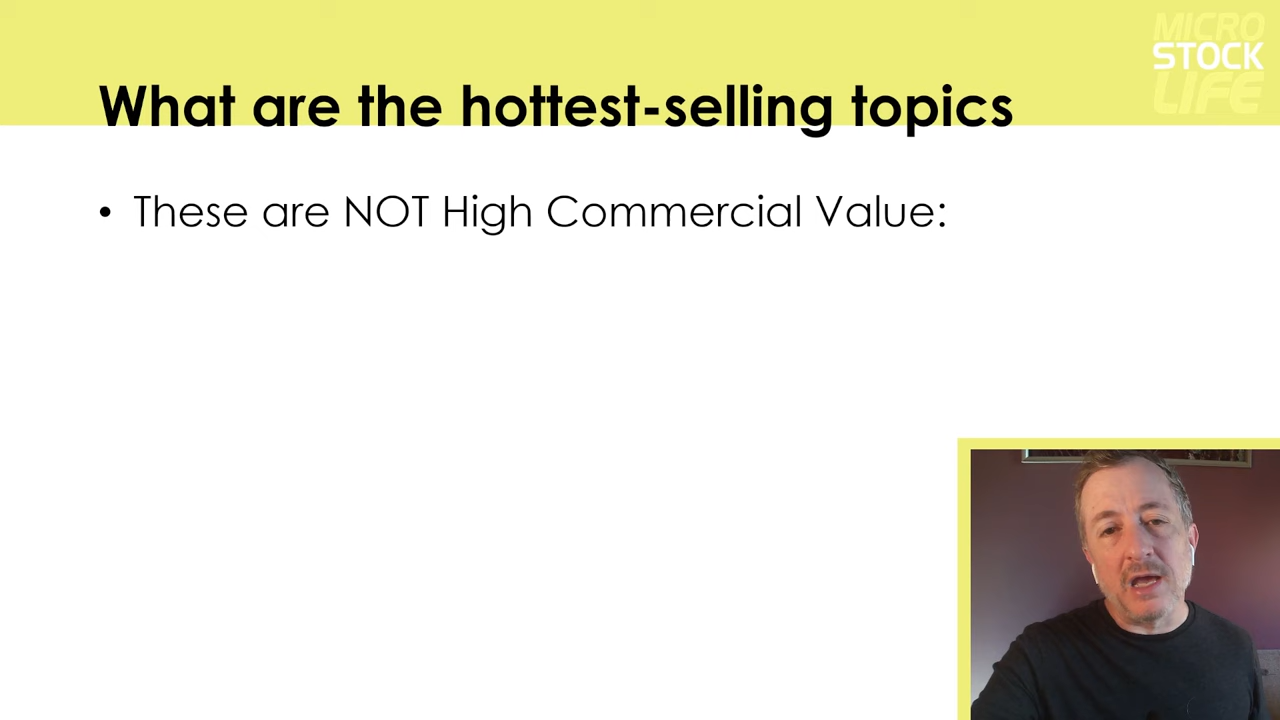 MICRO
STOCK
LIFE
What are the hottest-selling topics
• These are NOT High Commercial Value: